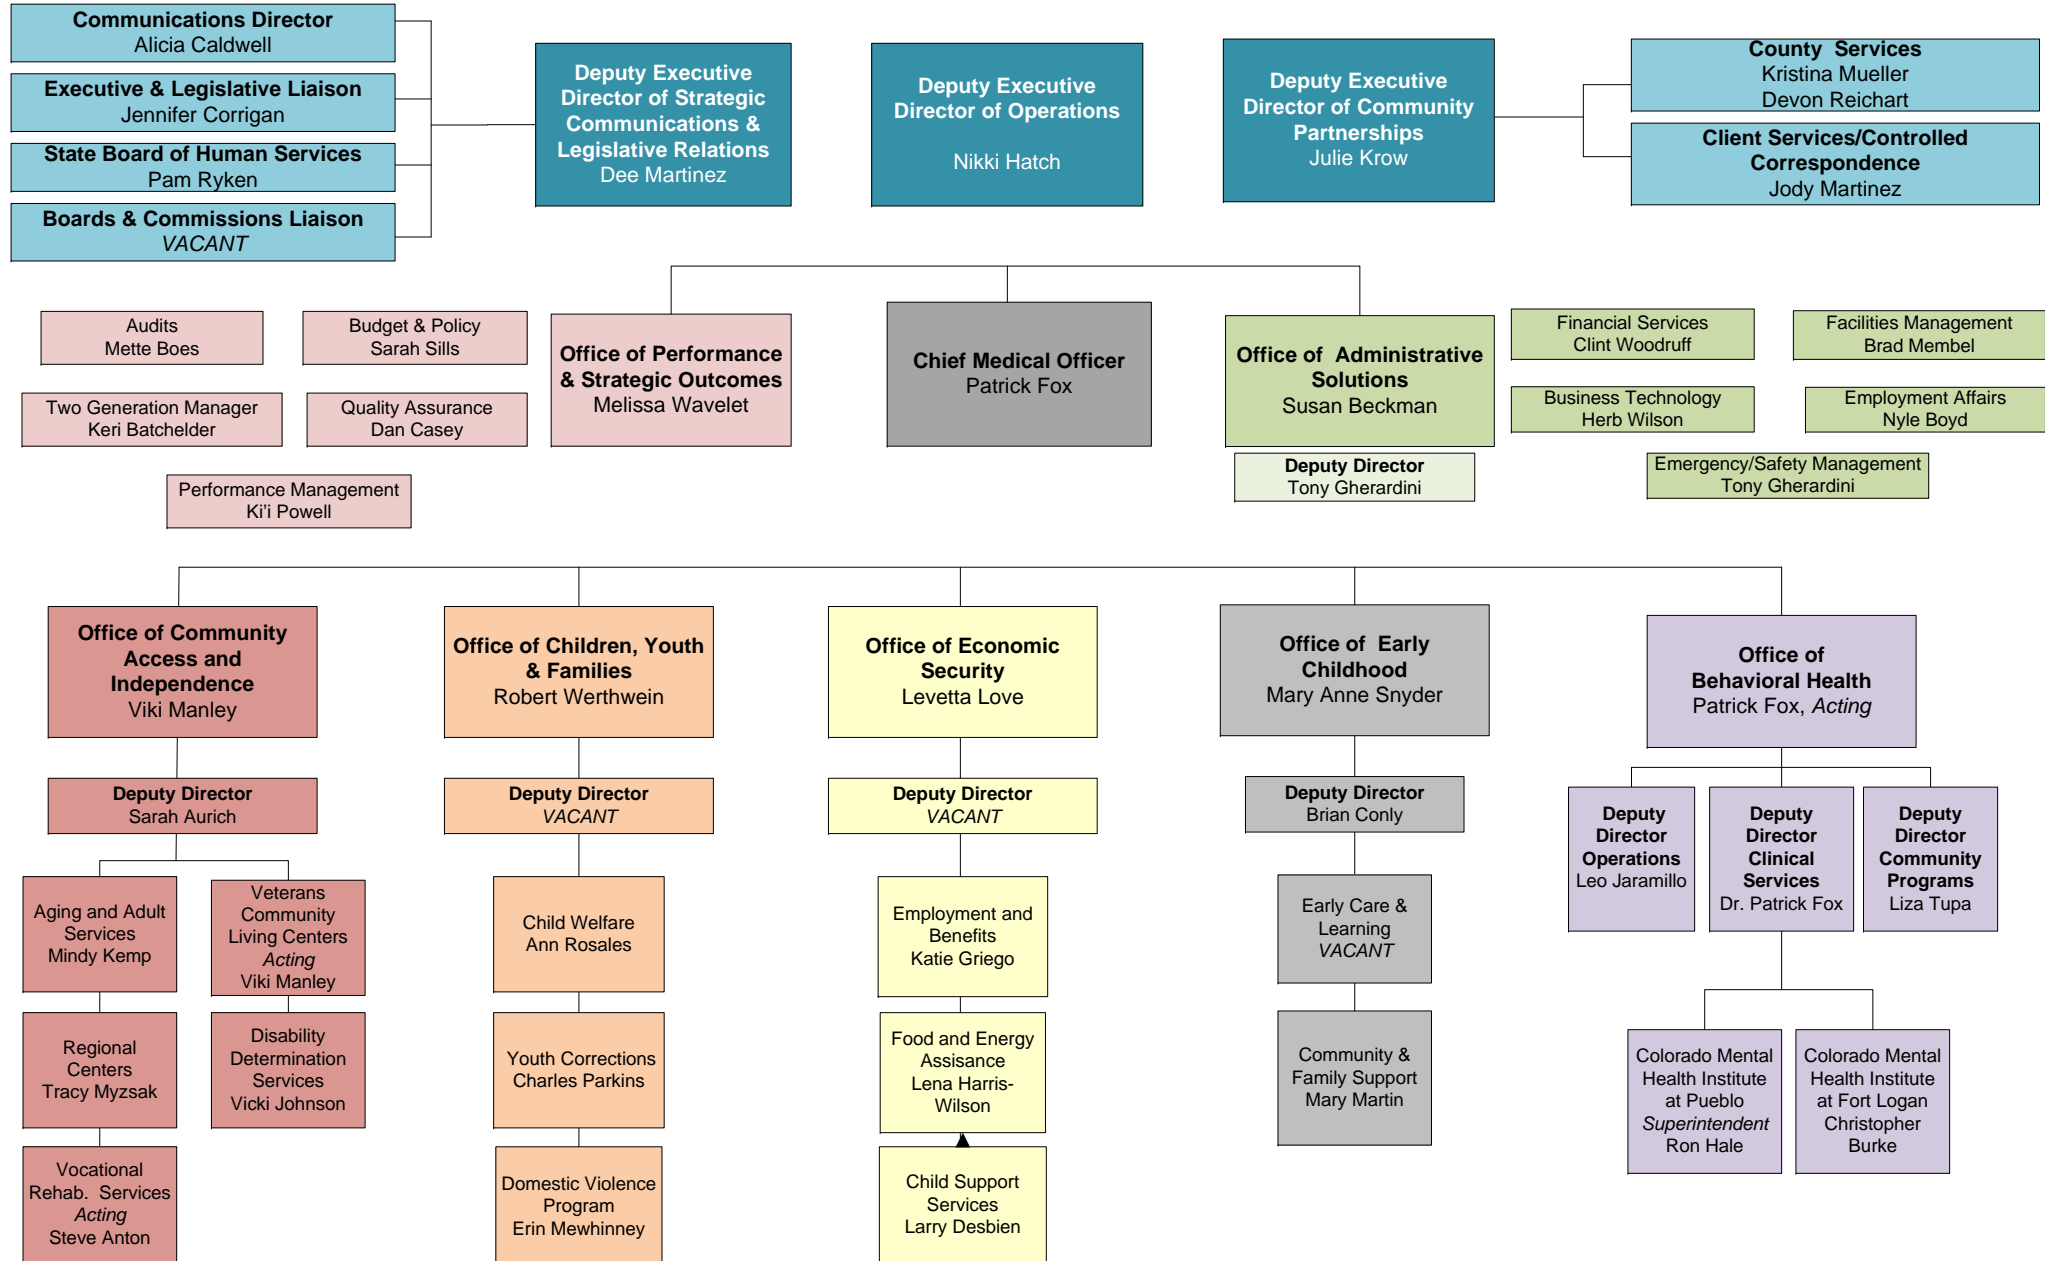 Communications Director
Alicia Caldwell
Executive & Legislative Liaison
Jennifer Corrigan
State Board of Human Services
Pam Ryken
Boards & Commissions Liaison
VACANT
Deputy Executive
Director of Strategic
Communications &
Legislative Relations
Dee Martinez
Deputy Executive
Director of Operations
Nikki Hatch
Deputy Executive
Director of Community
Partnerships
Julie Krow
County  Services
Kristina Mueller
Devon Reichart
Client Services/Controlled
Correspondence
Jody Martinez
Audits
Mette Boes
Budget & Policy
Sarah Sills
Two Generation Manager
Keri Batchelder
Quality Assurance
Dan Casey
Performance Management
Ki'i Powell
Office of Performance
& Strategic Outcomes
Melissa Wavelet
Chief Medical Officer
Patrick Fox
Office of  Administrative
Solutions
Susan Beckman
Deputy Director
Tony Gherardini
Financial Services
Clint Woodruff
Facilities Management
Brad Membel
Business Technology
Herb Wilson
Employment Affairs
Nyle Boyd
Emergency/Safety Management
Tony Gherardini
Office of Community
Access and
Independence
Viki Manley
Deputy Director
Sarah Aurich
Aging and Adult
Services
Mindy Kemp
Veterans
Community
Living Centers
Acting
Viki Manley
Regional
Centers
Tracy Myzsak
Disability
Determination
Services
Vicki Johnson
Vocational
Rehab.  Services
Acting
Steve Anton
Office of Children, Youth
& Families
Robert Werthwein
Deputy Director
VACANT
Child Welfare
Ann Rosales
Youth Corrections
Charles Parkins
Domestic Violence
Program
Erin Mewhinney
Office of Economic
Security
Levetta Love
Deputy Director
VACANT
Employment and
Benefits
Katie Griego
Food and Energy
Assisance
Lena Harris-
Wilson
Child Support
Services
Larry Desbien
Office of  Early
Childhood
Mary Anne Snyder
Deputy Director
Brian Conly
Early Care &
Learning
VACANT
Community &
Family Support
Mary Martin
Office of
Behavioral Health
Patrick Fox, Acting
Deputy
Director
Operations
Leo Jaramillo
Deputy
Director
Clinical
Services
Dr. Patrick Fox
Deputy
Director
Community
Programs
Liza Tupa
Colorado Mental
Health Institute
at Pueblo
Superintendent
Ron Hale
Colorado Mental
Health Institute
at Fort Logan
Christopher
Burke